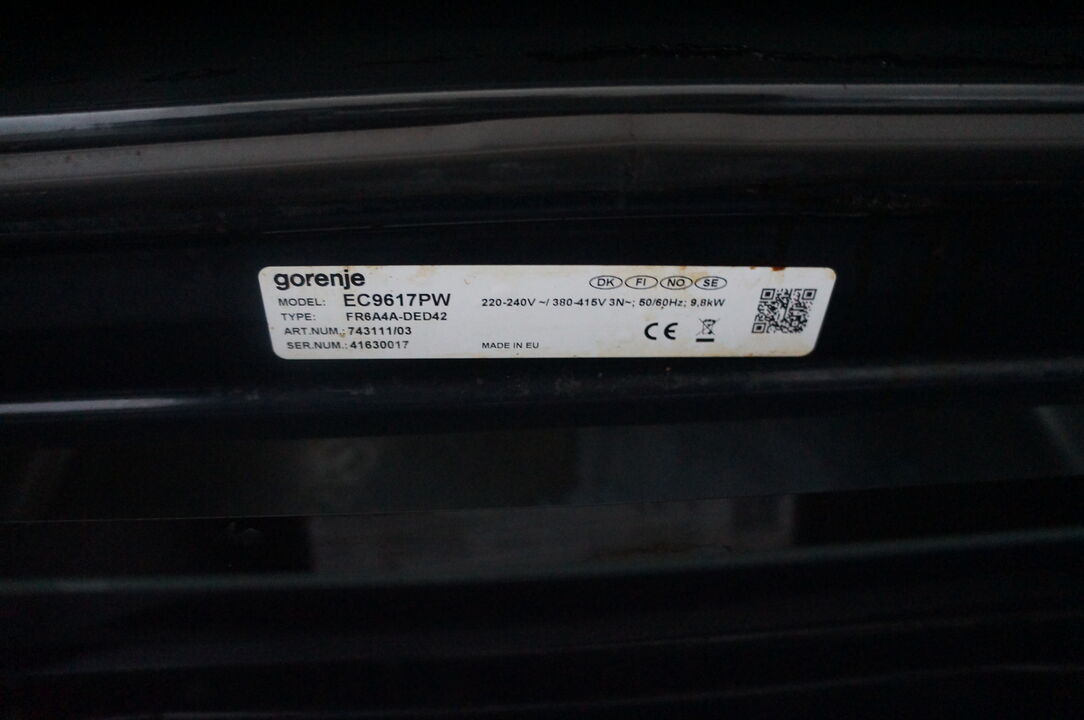 gorenje
DK FI NO SE
MODEL: EC9617PW
220-240V ~/ 380-415V 3N~; 50/60Hz; 9,8kW
TYPE: FR6A4A-DED42
ART.NUM.: 743111/03
CE
SER.NUM.: 41630017
MADE IN EU